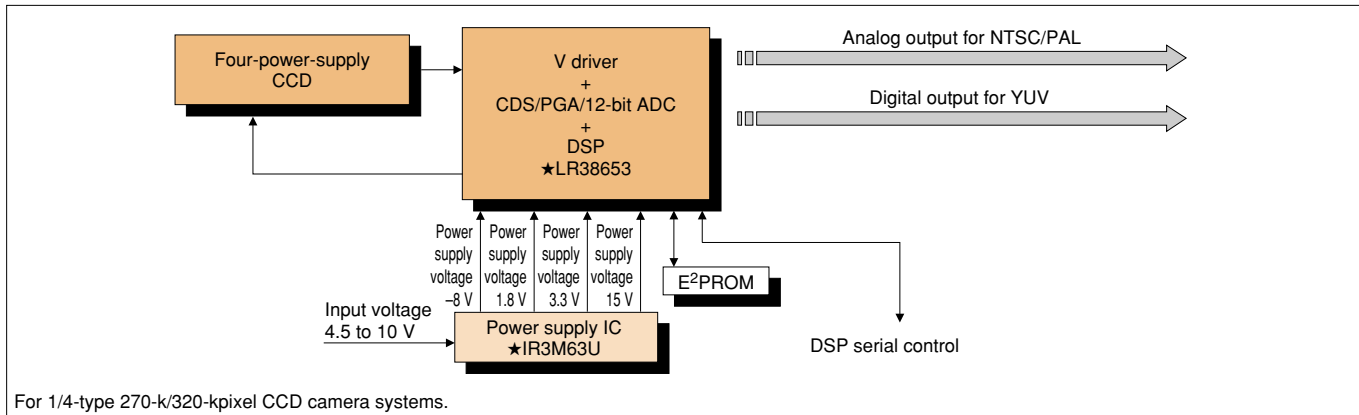 Four-power-supply
CCD
V driver
+
CDS/PGA/12-bit ADC
+
DSP
★LR38653
Analog output for NTSC/PAL
Digital output for YUV
Power
supply
voltage
–8 V
Power
supply
voltage
1.8 V
Power
supply
voltage
3.3 V
Power
supply
voltage
15 V
E²PROM
Input voltage
4.5 to 10 V
Power supply IC
★IR3M63U
DSP serial control
For 1/4-type 270-k/320-kpixel CCD camera systems.